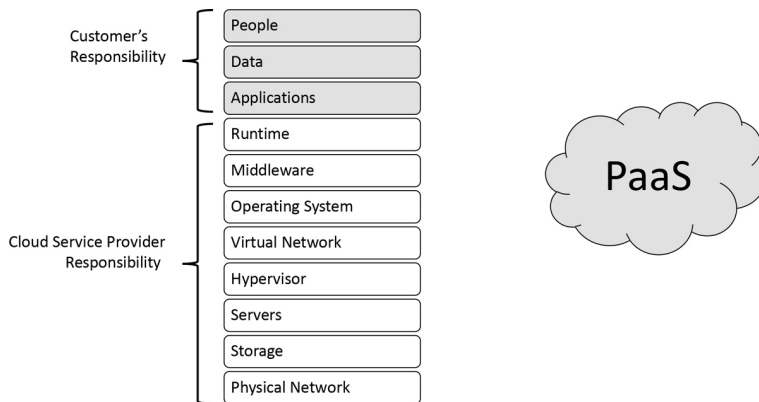 Customer’s
Responsibility
People
Data
Applications
Cloud Service Provider
Responsibility
Runtime
Middleware
Operating System
Virtual Network
Hypervisor
Servers
Storage
Physical Network
PaaS